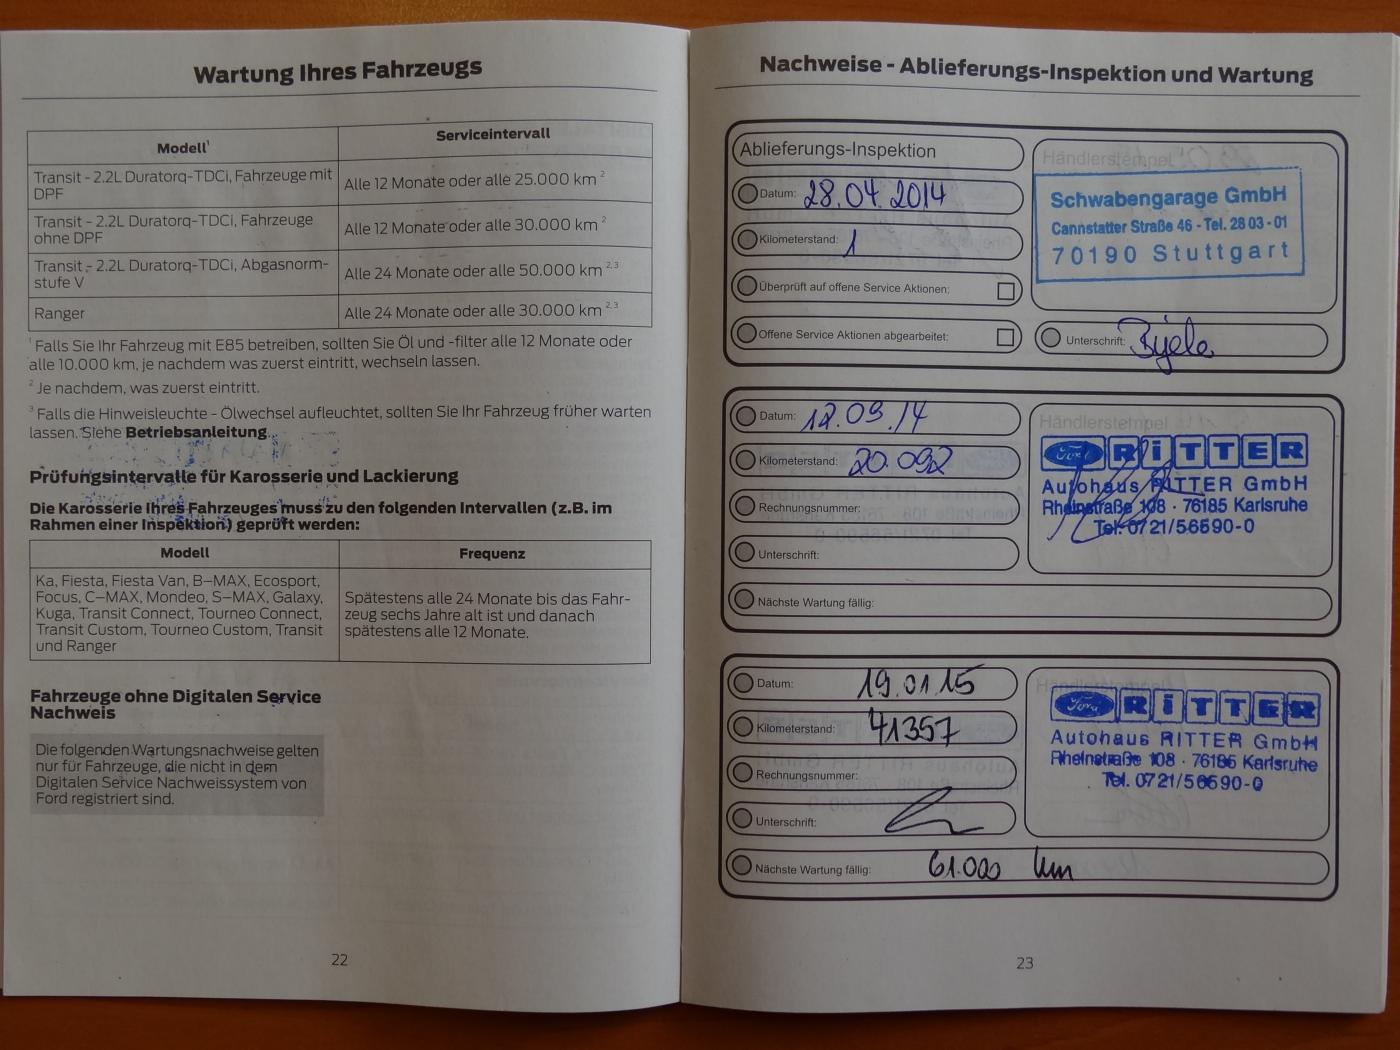 Wartung Ihres Fahrzeugs
Modell¹
Serviceintervall
Transit - 2.2L Duratorq-TDCi, Fahrzeuge mit
DPF
Alle 12 Monate oder alle 25.000 km ²
Transit - 2.2L Duratorq-TDCi, Fahrzeuge
ohne DPF
Alle 12 Monate oder alle 30.000 km ²
Transit - 2.2L Duratorq-TDCi, Abgasnorm-
stufe V
Alle 24 Monate oder alle 50.000 km ²,³
Ranger
Alle 24 Monate oder alle 30.000 km ²,³
¹ Falls Sie Ihr Fahrzeug mit E85 betreiben, sollten Sie Öl und -filter alle 12 Monate oder
alle 10.000 km, je nachdem was zuerst eintritt, wechseln lassen.
² Je nachdem, was zuerst eintritt.
³ Falls die Hinweisleuchte - Ölwechsel aufleuchtet, sollten Sie Ihr Fahrzeug früher warten
lassen. Siehe Betriebsanleitung.
Prüfungsintervalle für Karosserie und Lackierung
Die Karosserie Ihres Fahrzeuges muss zu den folgenden Intervallen (z.B. im
Rahmen einer Inspektion) geprüft werden:
Modell
Frequenz
Ka, Fiesta, Fiesta Van, B–MAX, Ecosport,
Focus, C–MAX, Mondeo, S–MAX, Galaxy,
Kuga, Transit Connect, Tourneo Connect,
Transit Custom, Tourneo Custom, Transit
und Ranger
Spätestens alle 24 Monate bis das Fahr-
zeug sechs Jahre alt ist und danach
spätestens alle 12 Monate.
Fahrzeuge ohne Digitalen Service
Nachweis
Die folgenden Wartungsnachweise gelten
nur für Fahrzeuge, die nicht in dem
Digitalen Service Nachweissystem von
Ford registriert sind.
22
Nachweise - Ablieferungs-Inspektion und Wartung
Ablieferungs-Inspektion
Datum: 28.04.2014
Kilometerstand: 1
Überprüft auf offene Service Aktionen:
Offene Service Aktionen abgearbeitet:
Händlerstempel
Schwabengarage GmbH
Cannstatter Straße 46 - Tel. 28 03 - 01
70190 Stuttgart
Unterschrift:
Datum: 12.09.14
Kilometerstand: 20.092
Rechnungsnummer:
Unterschrift:
Nächste Wartung fällig:
Händlerstempel
Ford RITTER
Autohaus RITTER GmbH
Rheinstraße 108 · 76185 Karlsruhe
Tel. 0721/56690-0
Datum: 19.01.15
Kilometerstand: 41357
Rechnungsnummer:
Unterschrift:
Nächste Wartung fällig: 61.000 km
Händlerstempel
Ford RITTER
Autohaus RITTER GmbH
Rheinstraße 108 · 76185 Karlsruhe
Tel. 0721/56690-0
23